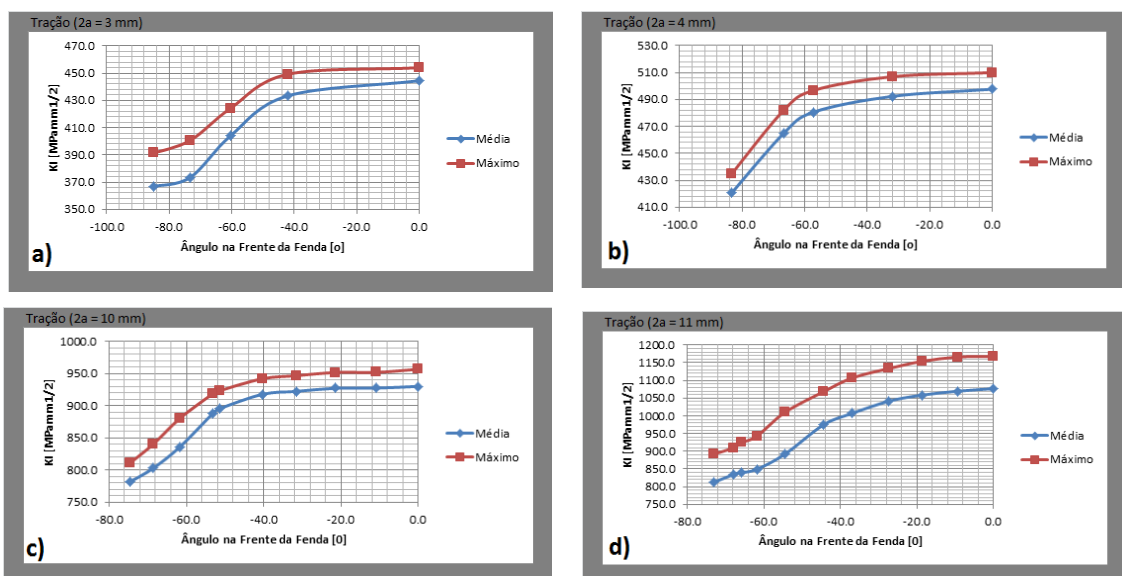 Tração (2a = 3 mm)
470.0
450.0
430.0
410.0
390.0
370.0
350.0
KI [MPamm1/2]
-100.0 -80.0 -60.0 -40.0 -20.0 0.0
Ângulo na Frente da Fenda [o]
Média
Máximo
a)
Tração (2a = 4 mm)
530.0
510.0
490.0
470.0
450.0
430.0
410.0
KI [MPamm1/2]
-100.0 -80.0 -60.0 -40.0 -20.0 0.0
Ângulo na Frente da Fenda [o]
Média
Máximo
b)
Tração (2a = 10 mm)
1000.0
950.0
900.0
850.0
800.0
750.0
KI [MPamm1/2]
-80.0 -60.0 -40.0 -20.0 0.0
Ângulo na Frente da Fenda [0]
Média
Máximo
c)
Tração (2a = 11 mm)
1200.0
1150.0
1100.0
1050.0
1000.0
950.0
900.0
850.0
800.0
750.0
KI [MPamm1/2]
-80.0 -60.0 -40.0 -20.0 0.0
Ângulo na Frente da Fenda [0]
Média
Máximo
d)